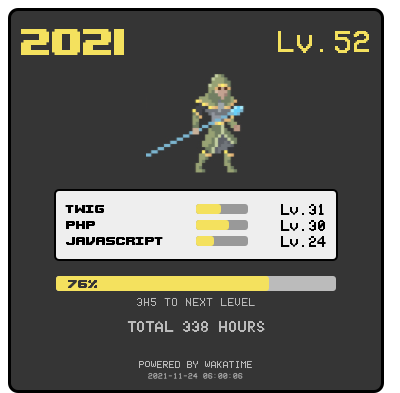 2021 Lv.52
TWIG Lv.31
PHP Lv.30
JAVASCRIPT Lv.24
76%
3H5 TO NEXT LEVEL
TOTAL 338 HOURS
POWERED BY WAKATIME
2021-11-24 06:00:06